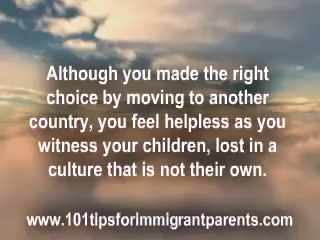 Although you made the right
choice by moving to another
country, you feel helpless as you
witness your children, lost in a
culture that is not their own.
www.101tipsforimmigrantparents.com